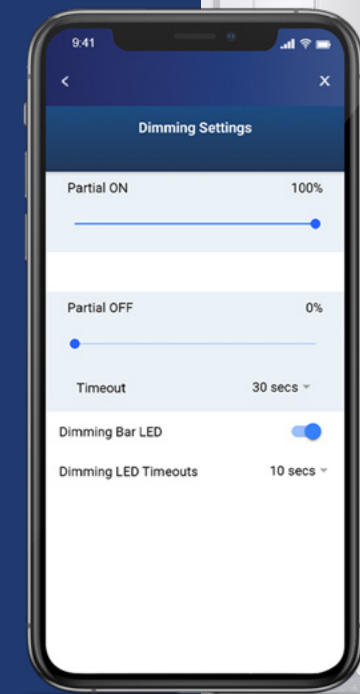 9:41
< x
Dimming Settings
Partial ON 100%
Partial OFF 0%
Timeout 30 secs
Dimming Bar LED
Dimming LED Timeouts 10 secs